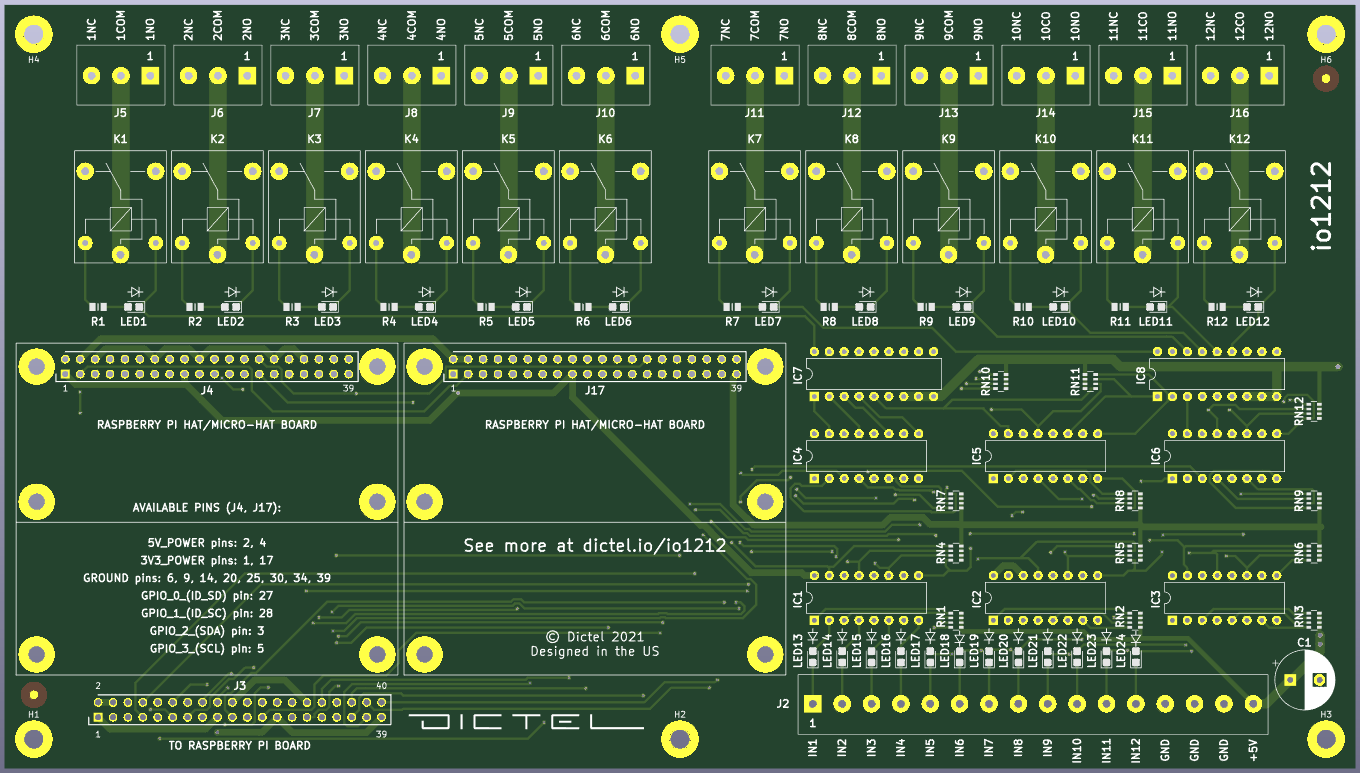 1NC 1COM 1NO 2NC 2COM 2NO 3NC 3COM 3NO 4NC 4COM 4NO 5NC 5COM 5NO 6NC 6COM 6NO 7NC 7COM 7NO 8NC 8COM 8NO 9NC 9COM 9NO 10NC 10CO 10NO 11NC 11CO 11NO 12NC 12CO 12NO
H4 H5 H6
1 1 1 1 1 1 1 1 1 1 1 1
J5 J6 J7 J8 J9 J10 J11 J12 J13 J14 J15 J16
K1 K2 K3 K4 K5 K6 K7 K8 K9 K10 K11 K12
io1212
R1 LED1 R2 LED2 R3 LED3 R4 LED4 R5 LED5 R6 LED6 R7 LED7 R8 LED8 R9 LED9 R10 LED10 R11 LED11 R12 LED12
1 J4 39
1 J17 39
IC7 RN10 RN11 IC8 RN12
RASPBERRY PI HAT/MICRO-HAT BOARD
RASPBERRY PI HAT/MICRO-HAT BOARD
IC4 IC5 IC6
RN7 RN8 RN9
AVAILABLE PINS (J4, J17):
5V_POWER pins: 2, 4
3V3_POWER pins: 1, 17
GROUND pins: 6, 9, 14, 20, 25, 30, 34, 39
GPIO_0_(ID_SD) pin: 27
GPIO_1_(ID_SC) pin: 28
GPIO_2_(SDA) pin: 3
GPIO_3_(SCL) pin: 5
See more at dictel.io/io1212
RN4 RN5 RN6
IC1 IC2 IC3
RN1 RN2 RN3
© Dictel 2021
Designed in the US
LED13 LED14 LED15 LED16 LED17 LED18 LED19 LED20 LED21 LED22 LED23 LED24
C1
+
2 J3 40
1 39
H1 H2 H3
DICTEL
TO RASPBERRY PI BOARD
J2
1
IN1 IN2 IN3 IN4 IN5 IN6 IN7 IN8 IN9 IN10 IN11 IN12 GND GND GND +5V